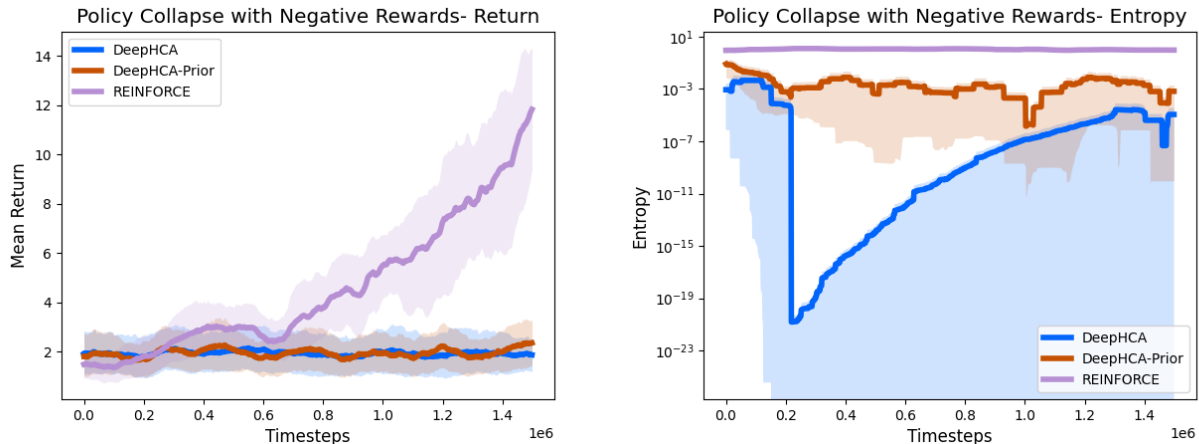 Policy Collapse with Negative Rewards- Return
14
12
10
8
6
4
2
Mean Return
DeepHCA
DeepHCA-Prior
REINFORCE
0.0 0.2 0.4 0.6 0.8 1.0 1.2 1.4
1e6
Timesteps
Policy Collapse with Negative Rewards- Entropy
10^1
10^-3
10^-7
10^-11
10^-15
10^-19
10^-23
Entropy
DeepHCA
DeepHCA-Prior
REINFORCE
0.0 0.2 0.4 0.6 0.8 1.0 1.2 1.4
1e6
Timesteps